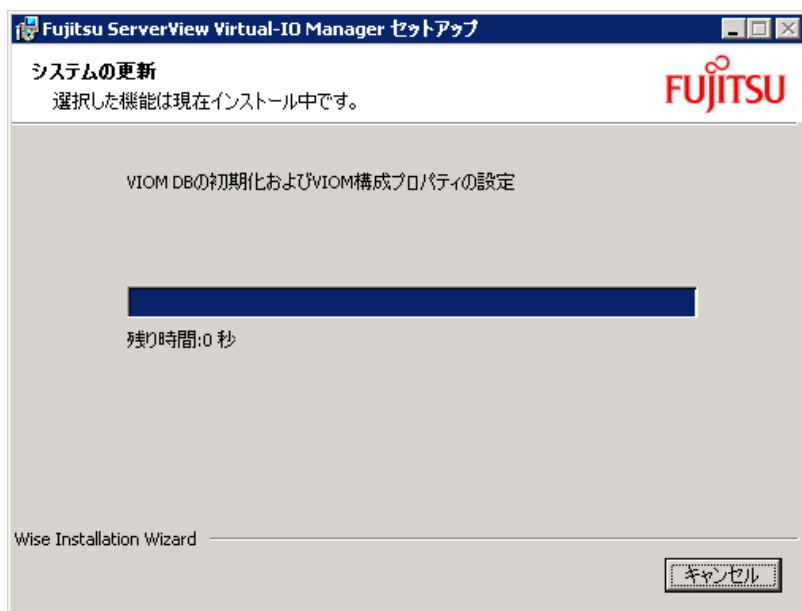 Fujitsu ServerView Virtual-IO Manager セットアップ
システムの更新
選択した機能は現在インストール中です。
FUJITSU
VIOM DBの初期化およびVIOM構成プロパティの設定
残り時間:0 秒
Wise Installation Wizard
キャンセル